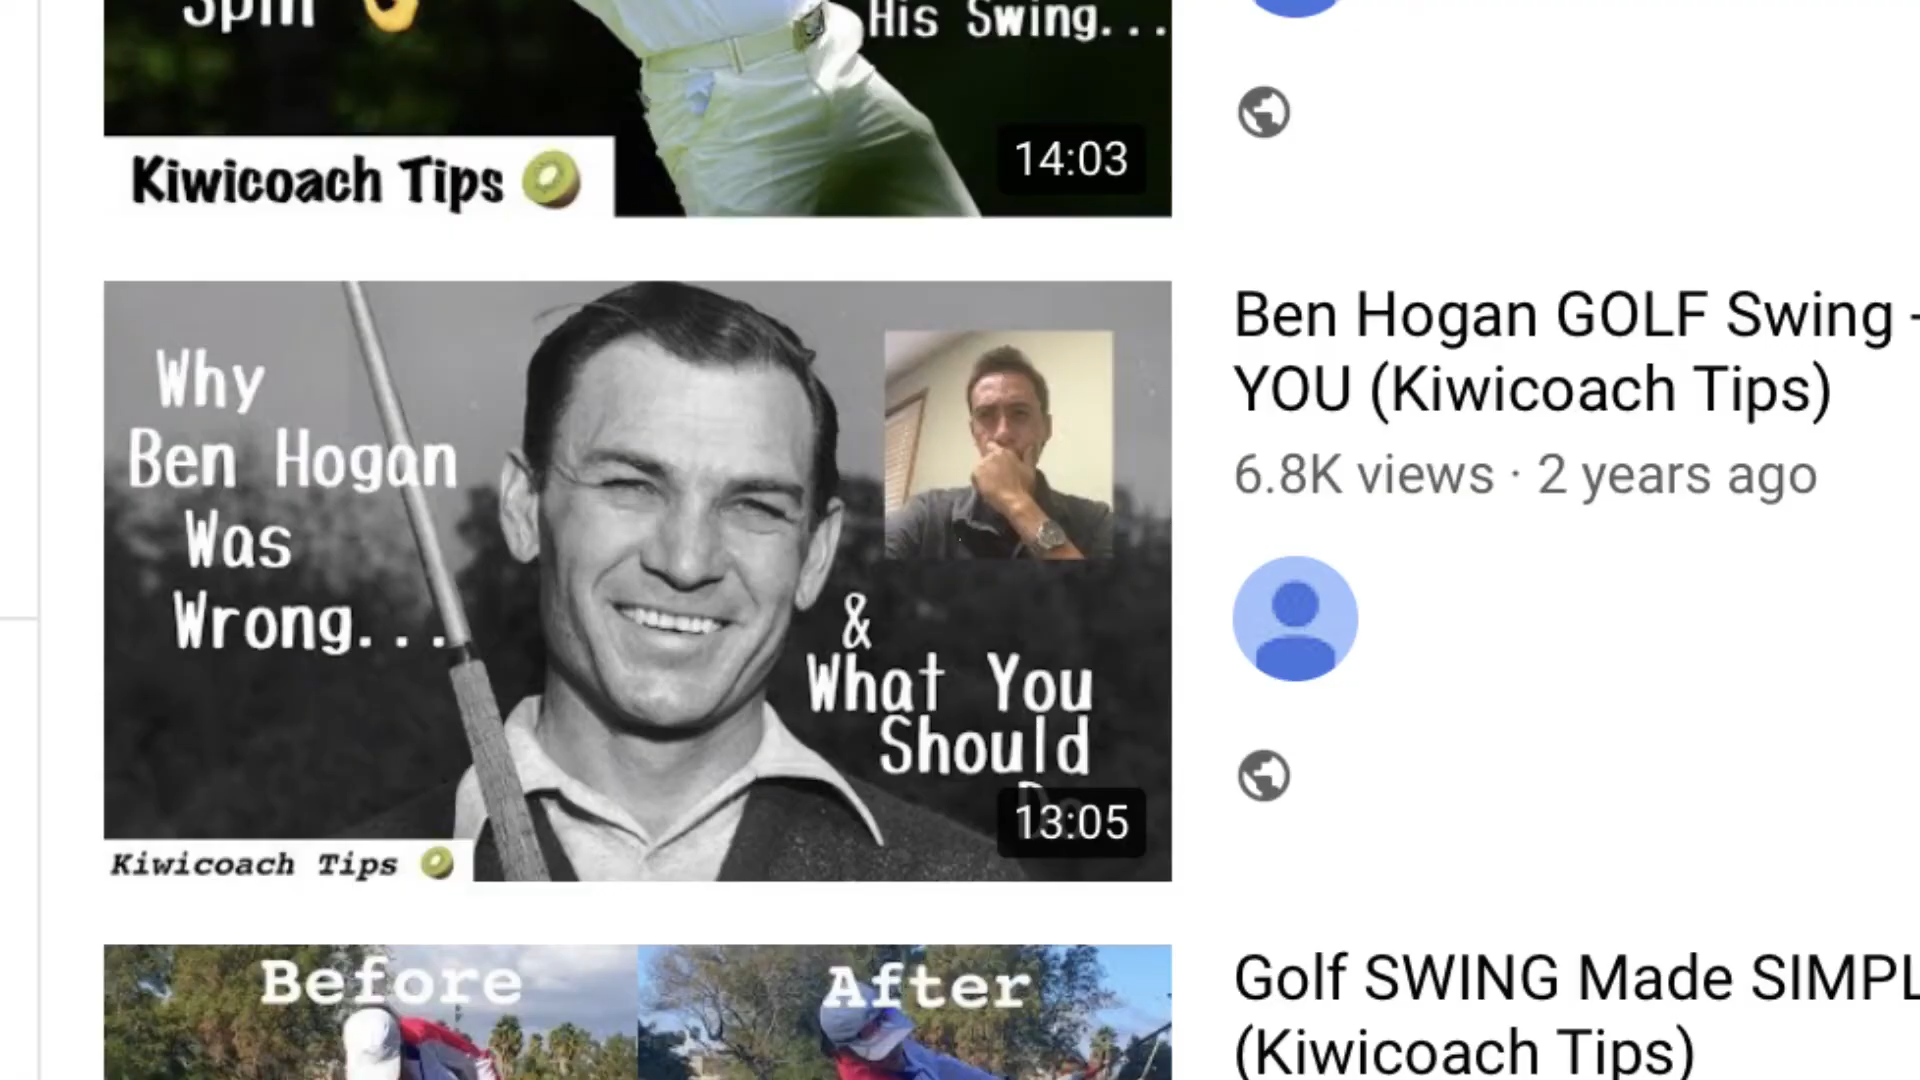 Spin
His Swing...
14:03
Kiwicoach Tips
Why
Ben Hogan
Was
Wrong...
&
What You
Should
13:05
Kiwicoach Tips
Ben Hogan GOLF Swing -
YOU (Kiwicoach Tips)
6.8K views · 2 years ago
Before
After
Golf SWING Made SIMPL
(Kiwicoach Tips)